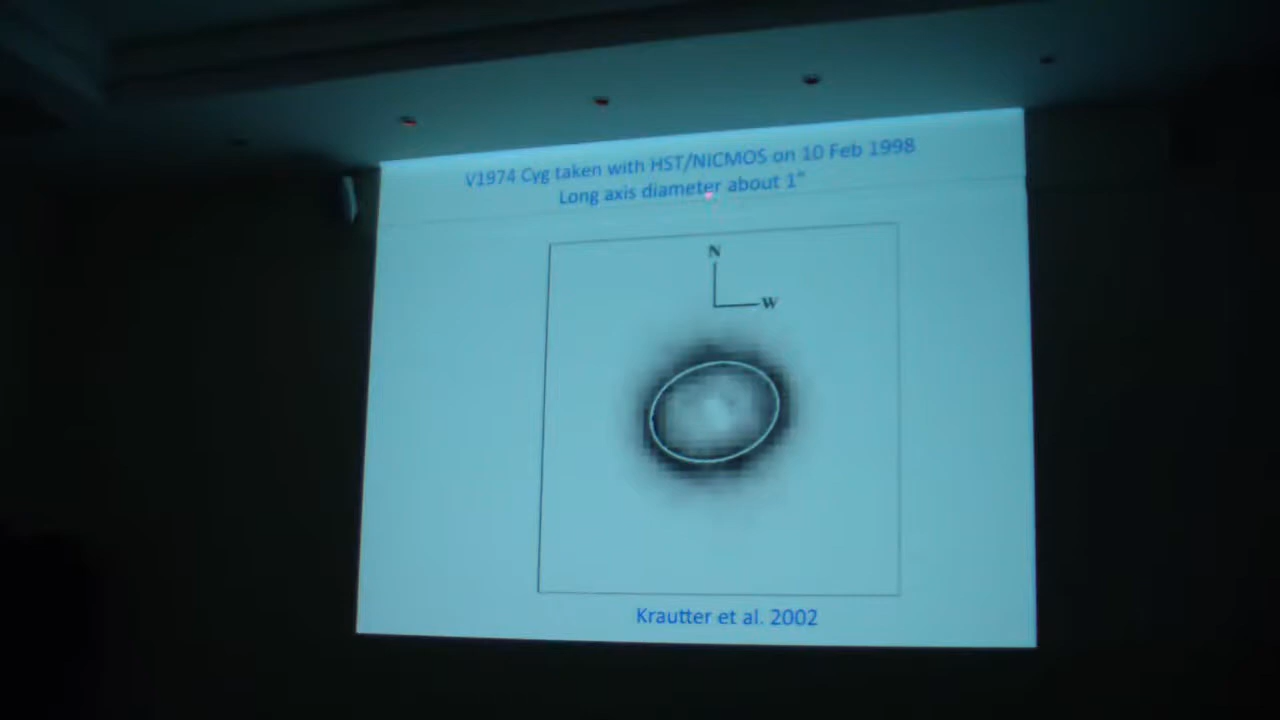 V1974 Cyg taken with HST/NICMOS on 10 Feb 1998
Long axis diameter about 1"
N
W
Krautter et al. 2002